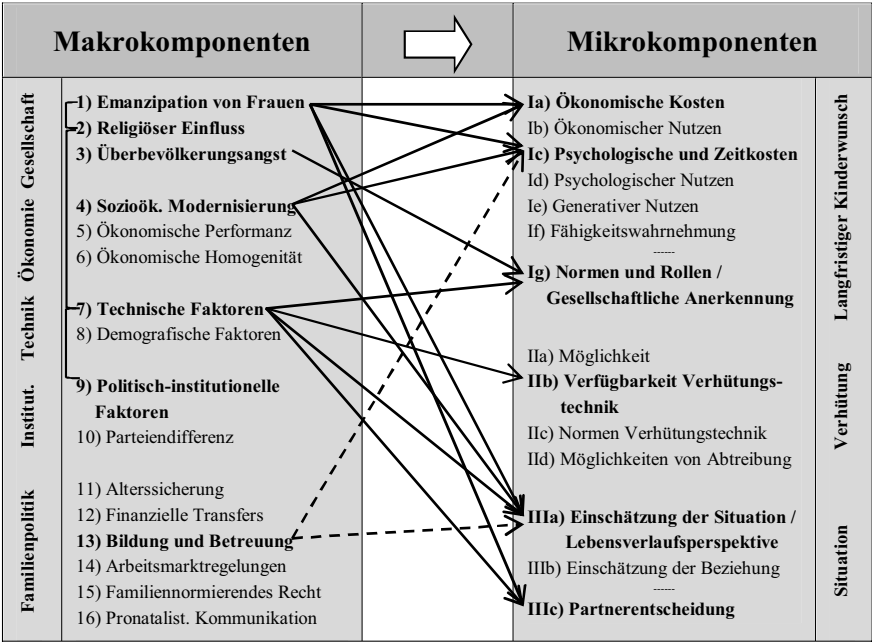 Makrokomponenten
Mikrokomponenten
Gesellschaft
Ökonomie
Technik
Institut.
Familienpolitik
1) Emanzipation von Frauen
2) Religiöser Einfluss
3) Überbevölkerungsangst
4) Sozioök. Modernisierung
5) Ökonomische Performanz
6) Ökonomische Homogenität
7) Technische Faktoren
8) Demografische Faktoren
9) Politisch-institutionelle
Faktoren
10) Parteiendifferenz
11) Alterssicherung
12) Finanzielle Transfers
13) Bildung und Betreuung
14) Arbeitsmarktregelungen
15) Familiennormierendes Recht
16) Pronatalist. Kommunikation
Ia) Ökonomische Kosten
Ib) Ökonomischer Nutzen
Ic) Psychologische und Zeitkosten
Id) Psychologischer Nutzen
Ie) Generativer Nutzen
If) Fähigkeitswahrnehmung
------
Ig) Normen und Rollen /
Gesellschaftliche Anerkennung
IIa) Möglichkeit
IIb) Verfügbarkeit Verhütungs-
technik
IIc) Normen Verhütungstechnik
IId) Möglichkeiten von Abtreibung
IIIa) Einschätzung der Situation /
Lebensverlaufsperspektive
IIIb) Einschätzung der Beziehung
------
IIIc) Partnerentscheidung
Langfristiger Kinderwunsch
Verhütung
Situation